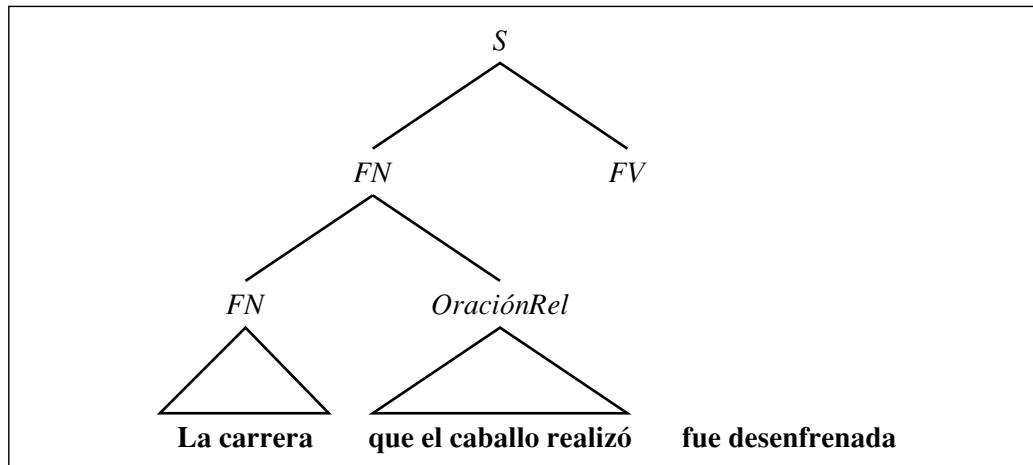 S
FN FV
FN OraciónRel
La carrera que el caballo realizó fue desenfrenada